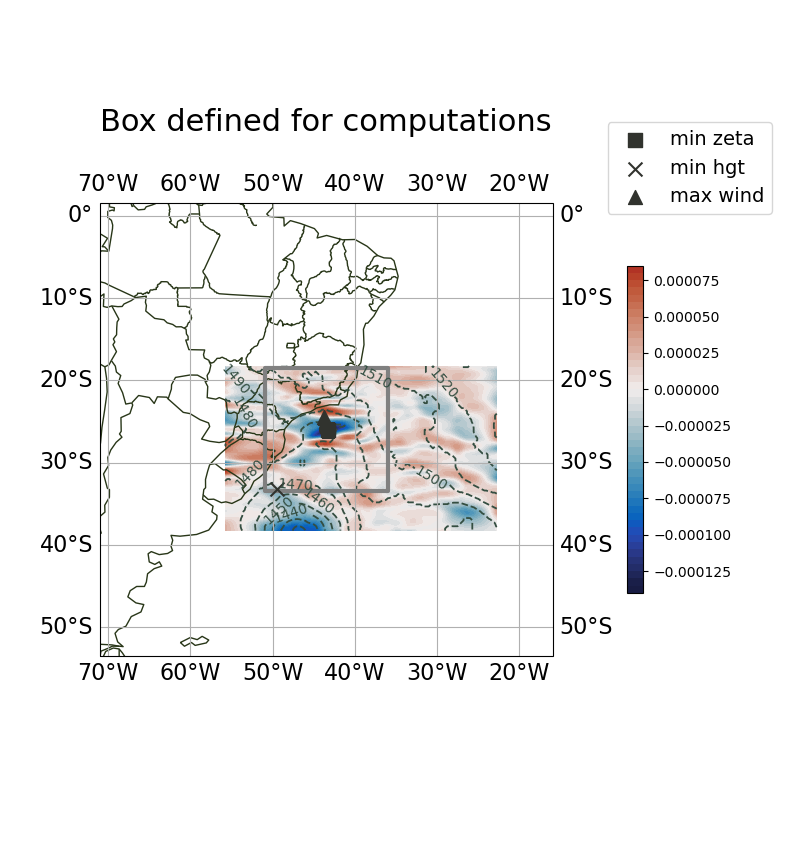 Box defined for computations
min zeta
min hgt
max wind
70°W 60°W 50°W 40°W 30°W 20°W
0° 0°
10°S 10°S
20°S 20°S
30°S 30°S
40°S 40°S
50°S 50°S
70°W 60°W 50°W 40°W 30°W 20°W
1490
1510
1520
1480
1480
1470
1460
1450
1440
1500
0.000075
0.000050
0.000025
0.000000
−0.000025
−0.000050
−0.000075
−0.000100
−0.000125